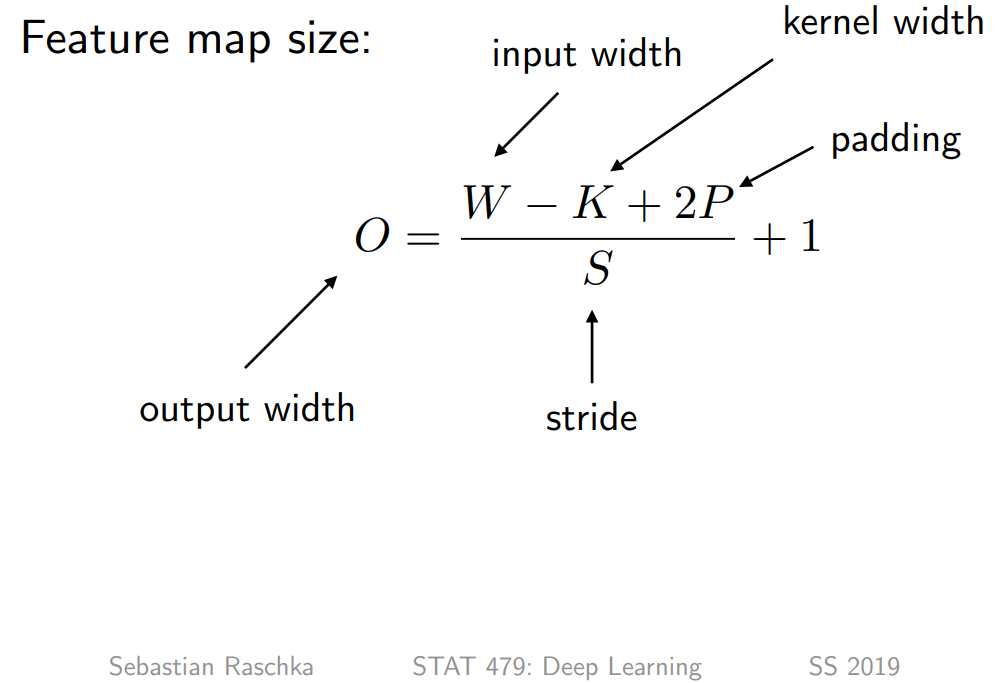 Feature map size:
kernel width
input width
padding
O = \frac{W - K + 2P}{S} + 1
output width
stride
Sebastian Raschka STAT 479: Deep Learning SS 2019